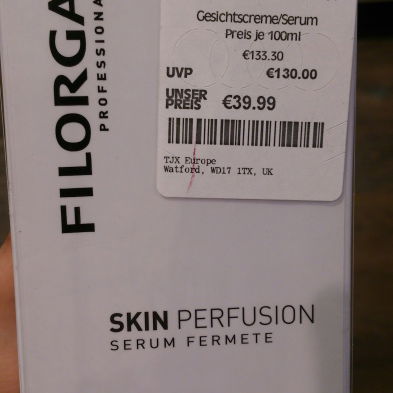 FILORGA
PROFESSIONA
Gesichtscreme/Serum
Preis je 100ml
€133.30
UVP €130.00
UNSER
PREIS €39.99
TJX Europe
Watford, WD17 1TX, UK
SKIN PERFUSION
SERUM FERMETE